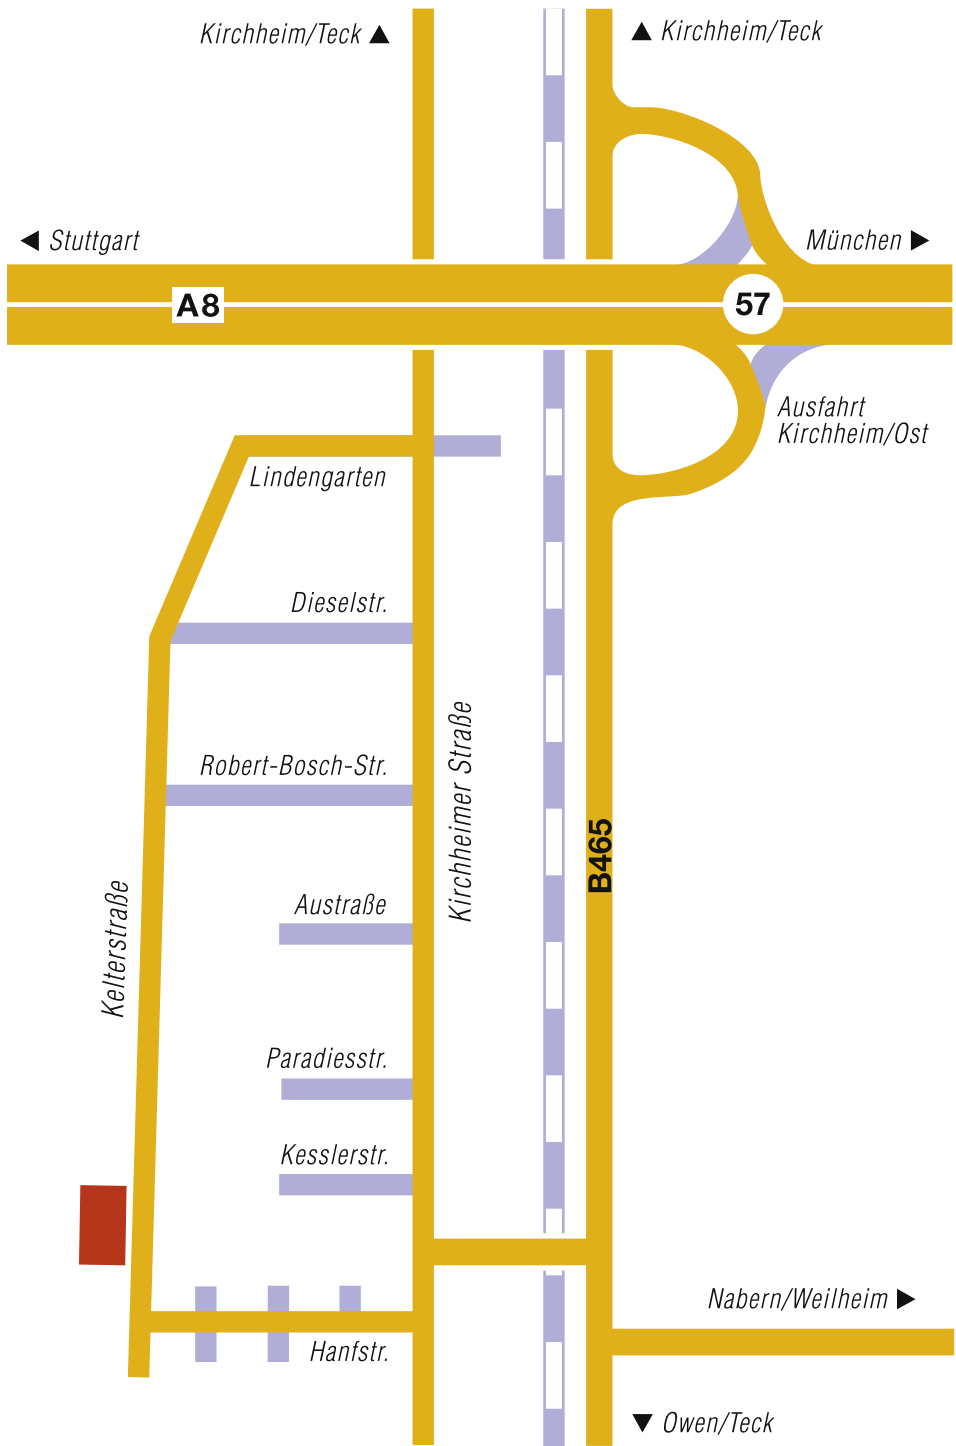 Kirchheim/Teck ▲
▲ Kirchheim/Teck
◀ Stuttgart
München ▶
A8
57
Ausfahrt
Kirchheim/Ost
Lindengarten
Dieselstr.
Kirchheimer Straße
Robert-Bosch-Str.
B465
Kelterstraße
Austraße
Paradiesstr.
Kesslerstr.
Nabern/Weilheim ▶
Hanfstr.
▼ Owen/Teck